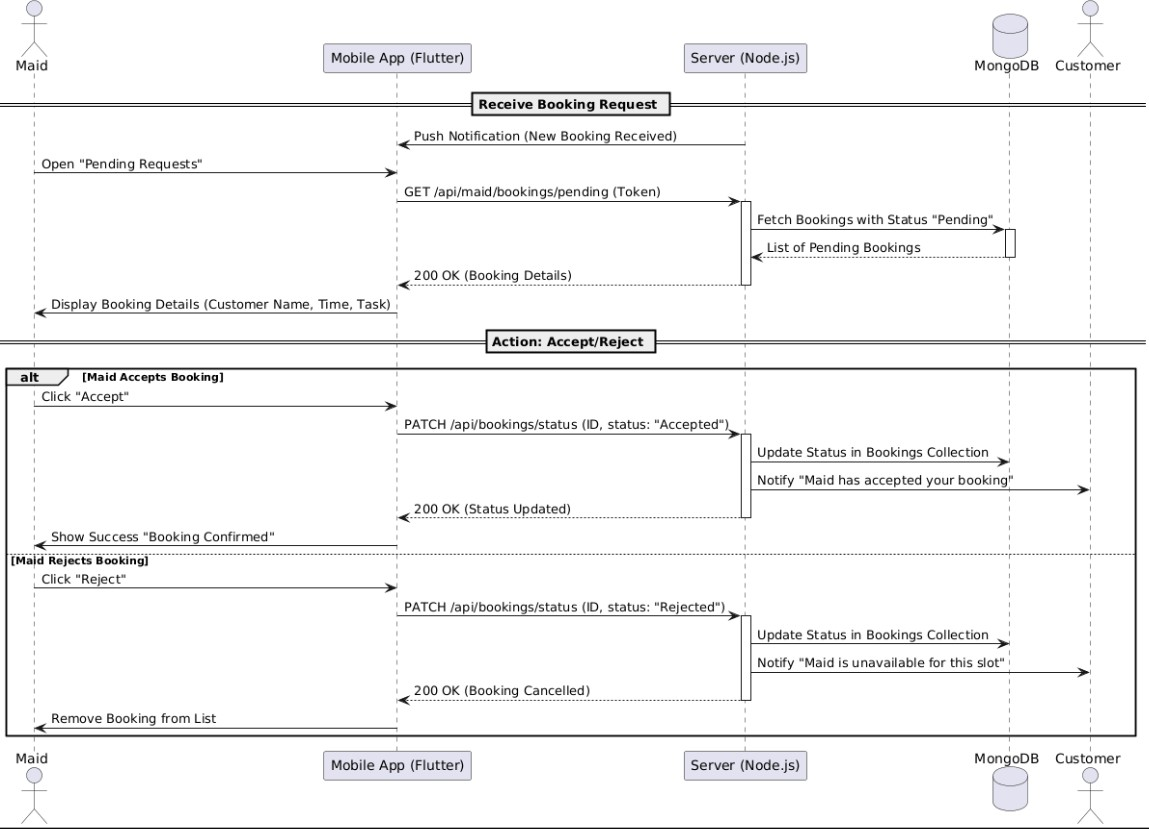 Maid
Mobile App (Flutter)
Server (Node.js)
MongoDB
Customer
Receive Booking Request
Push Notification (New Booking Received)
Open "Pending Requests"
GET /api/maid/bookings/pending (Token)
Fetch Bookings with Status "Pending"
List of Pending Bookings
200 OK (Booking Details)
Display Booking Details (Customer Name, Time, Task)
Action: Accept/Reject
alt [Maid Accepts Booking]
Click "Accept"
PATCH /api/bookings/status (ID, status: "Accepted")
Update Status in Bookings Collection
Notify "Maid has accepted your booking"
200 OK (Status Updated)
Show Success "Booking Confirmed"
[Maid Rejects Booking]
Click "Reject"
PATCH /api/bookings/status (ID, status: "Rejected")
Update Status in Bookings Collection
Notify "Maid is unavailable for this slot"
200 OK (Booking Cancelled)
Remove Booking from List
Maid
Mobile App (Flutter)
Server (Node.js)
MongoDB
Customer